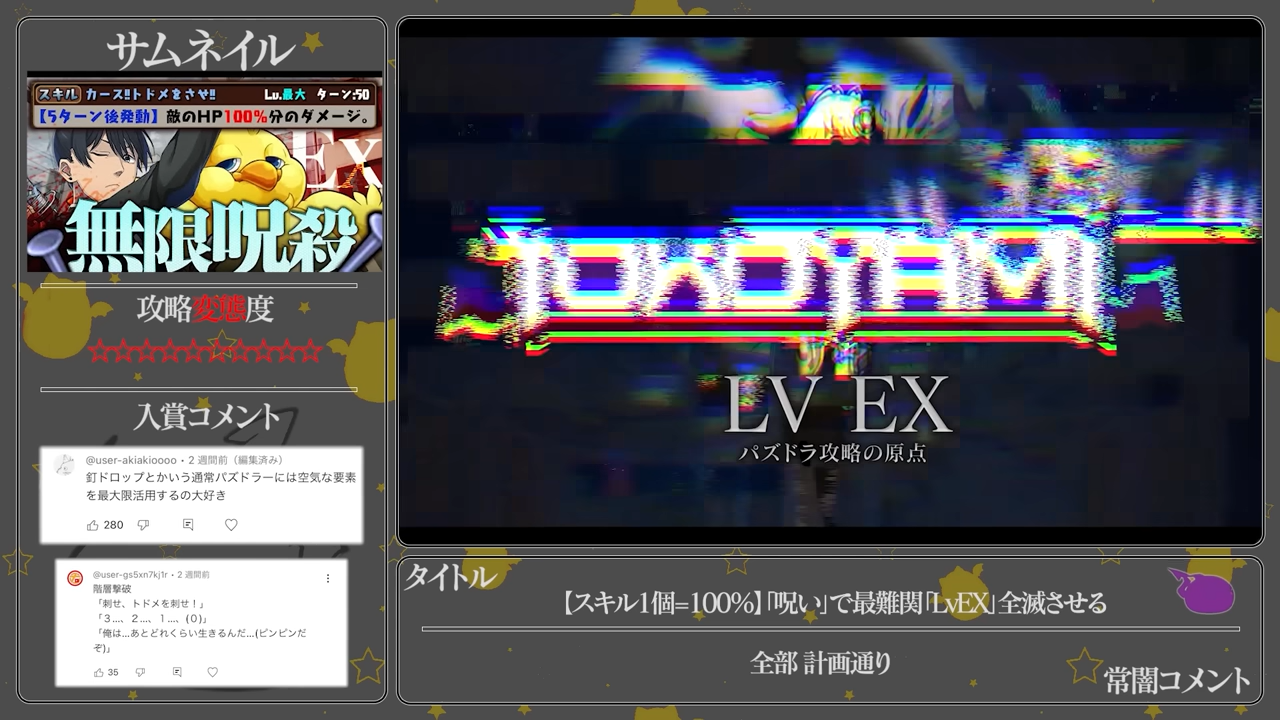 サムネイル
スキル カース!!トドメをさせ!! Lv.最大 ターン:50
【5ターン後発動】敵のHP100%分のダメージ。
EX
無限呪殺
攻略変態度
☆☆☆☆☆☆☆☆☆☆
入賞コメント
@user-akiakioooo・2 週間前（編集済み）
釘ドロップとかいう通常パズドラーには空気な要素
を最大限活用するの大好き
280
@user-gs5xn7kj1r・2 週間前
階層撃破
「刺せ、トドメを刺せ！」
「３…、２…、１…、(０)」
「俺は…あとどれくらい生きるんだ…(ピンピンだ
ぞ)」
35
TOKOYAMI
LV EX
パズドラ攻略の原点
タイトル
【スキル1個=100%】「呪い」で最難関「LvEX」全滅させる
全部 計画通り
常闇コメント